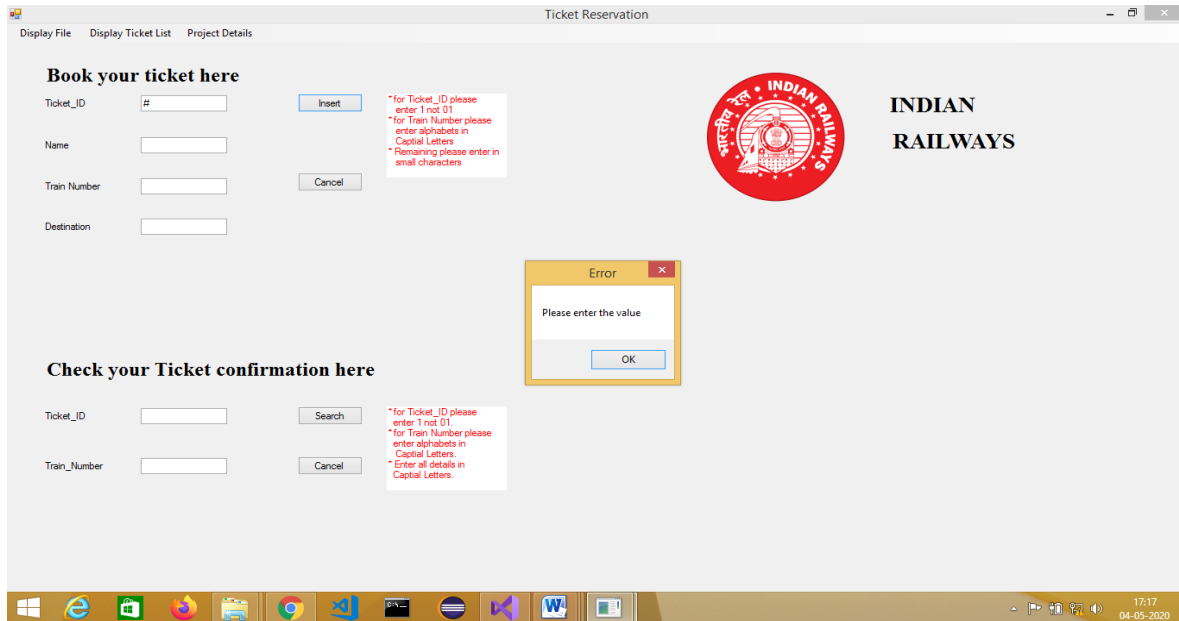 Ticket Reservation
Display File Display Ticket List Project Details
Book your ticket here
Ticket_ID # Insert
* for Ticket_ID please
enter 1 not 01
* for Train Number please
enter alphabets in
Captial Letters
* Remaining please enter in
small characters
Name
Train Number Cancel
Destination
भारतीय रेल • INDIAN RAILWAYS
INDIAN
RAILWAYS
Error
Please enter the value
OK
Check your Ticket confirmation here
Ticket_ID Search
* for Ticket_ID please
enter 1 not 01.
* for Train Number please
enter alphabets in
Captial Letters.
* Enter all details in
Captial Letters.
Train_Number Cancel
17:17
04-05-2020